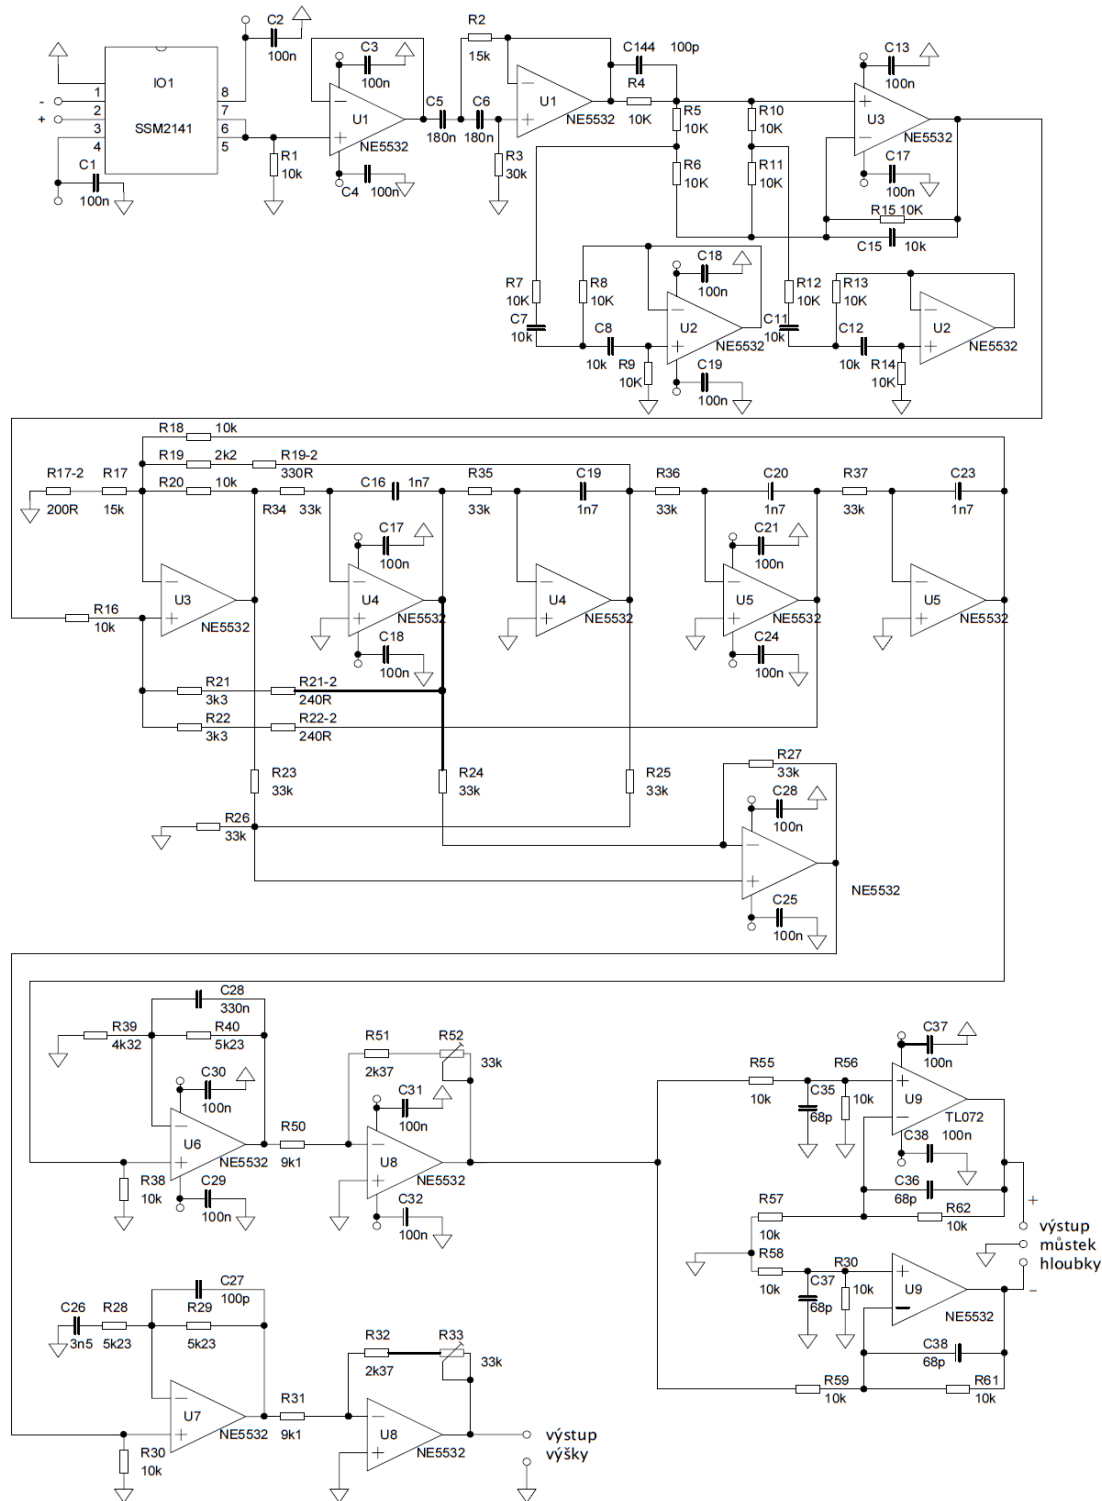 C2
100n
IO1
SSM2141
1
2
3
4
8
7
6
5
-
+
C1
100n
R1
10k
C3
100n
U1
NE5532
C4
100n
C5
180n
C6
180n
R2
15k
R3
30k
U1
NE5532
C144
100p
R4
10K
R5
10K
R6
10K
R10
10K
R11
10K
C13
100n
U3
NE5532
C17
100n
R15 10K
C15
10k
R7
10K
C7
10k
R8
10K
C8
10k
R9
10K
C18
100n
U2
NE5532
C19
100n
R12
10K
C11
10k
R13
10K
C12
10k
R14
10K
U2
NE5532
R18
10k
R19
2k2
R19-2
330R
R17-2
200R
R17
15k
R20
10k
R34
33k
C16
1n7
R35
33k
C19
1n7
R36
33k
C20
1n7
R37
33k
C23
1n7
R16
10k
U3
NE5532
C17
100n
U4
NE5532
C18
100n
U4
NE5532
C21
100n
U5
NE5532
C24
100n
U5
NE5532
R21
3k3
R21-2
240R
R22
3k3
R22-2
240R
R23
33k
R24
33k
R25
33k
R26
33k
R27
33k
C28
100n
NE5532
C25
100n
C28
330n
R39
4k32
R40
5k23
C30
100n
U6
NE5532
R38
10k
C29
100n
R50
9k1
R51
2k37
R52
33k
C31
100n
U8
NE5532
C32
100n
R55
10k
C35
68p
R56
10k
C37
100n
U9
TL072
C38
100n
C36
68p
R57
10k
R62
10k
R58
10k
C37
68p
R30
10k
U9
NE5532
C38
68p
R59
10k
R61
10k
+
výstup
můstek
hloubky
-
C27
100p
C26
3n5
R28
5k23
R29
5k23
U7
NE5532
R30
10k
R31
9k1
R32
2k37
R33
33k
U8
NE5532
výstup
výšky